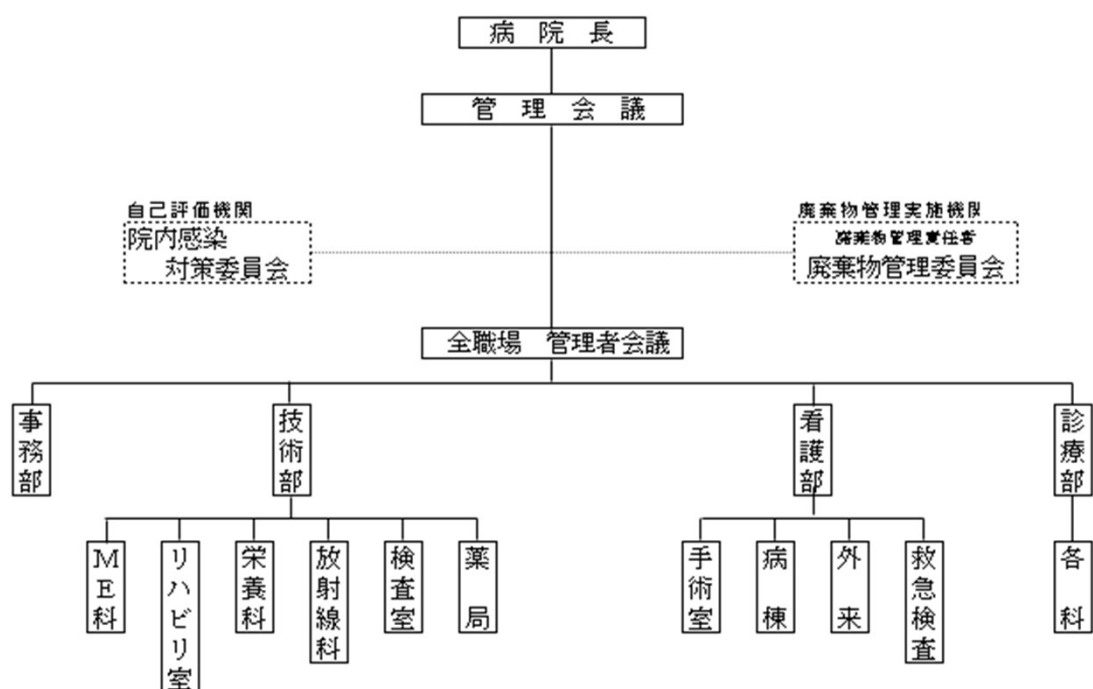 病 院 長
管 理 会 議
自己評価機関
院内感染
対策委員会
廃棄物管理実施機関
廃棄物管理責任者
廃棄物管理委員会
全職場 管理者会議
事務部
技術部
看護部
診療部
ME科
リハビリ室
栄養科
放射線科
検査室
薬局
手術室
病棟
外来
救急検査
各科